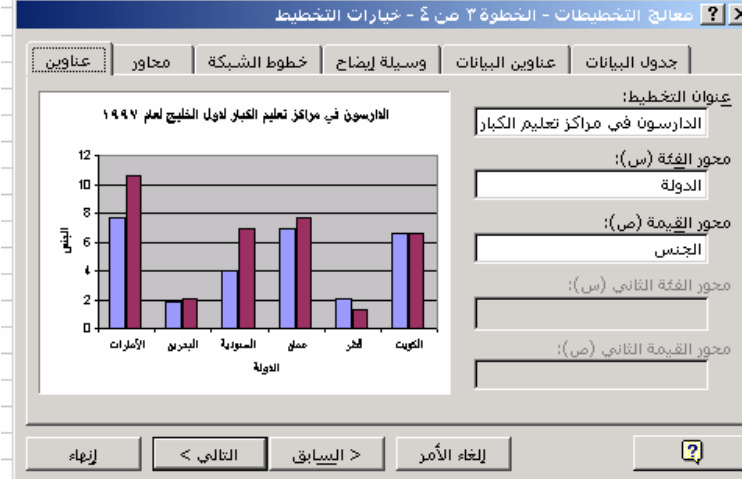 معالج التخطيطات - الخطوة ٣ من ٤ - خيارات التخطيط
عناوين
محاور
خطوط الشبكة
وسيلة إيضاح
عناوين البيانات
جدول البيانات
عنوان التخطيط:
الدارسون في مراكز تعليم الكبار
محور الفئة (س):
الدولة
محور القيمة (ص):
الجنس
محور الفئة الثاني (س):
محور القيمة الثاني (ص):
الدارسون في مراكز تعليم الكبار لدول الخليج لعام ١٩٩٧
12
10
8
6
4
2
0
الجنس
الأمارات
البحرين
السعودية
عمان
قطر
الكويت
الدولة
إلغاء الأمر
< السابق
التالي >
إنهاء